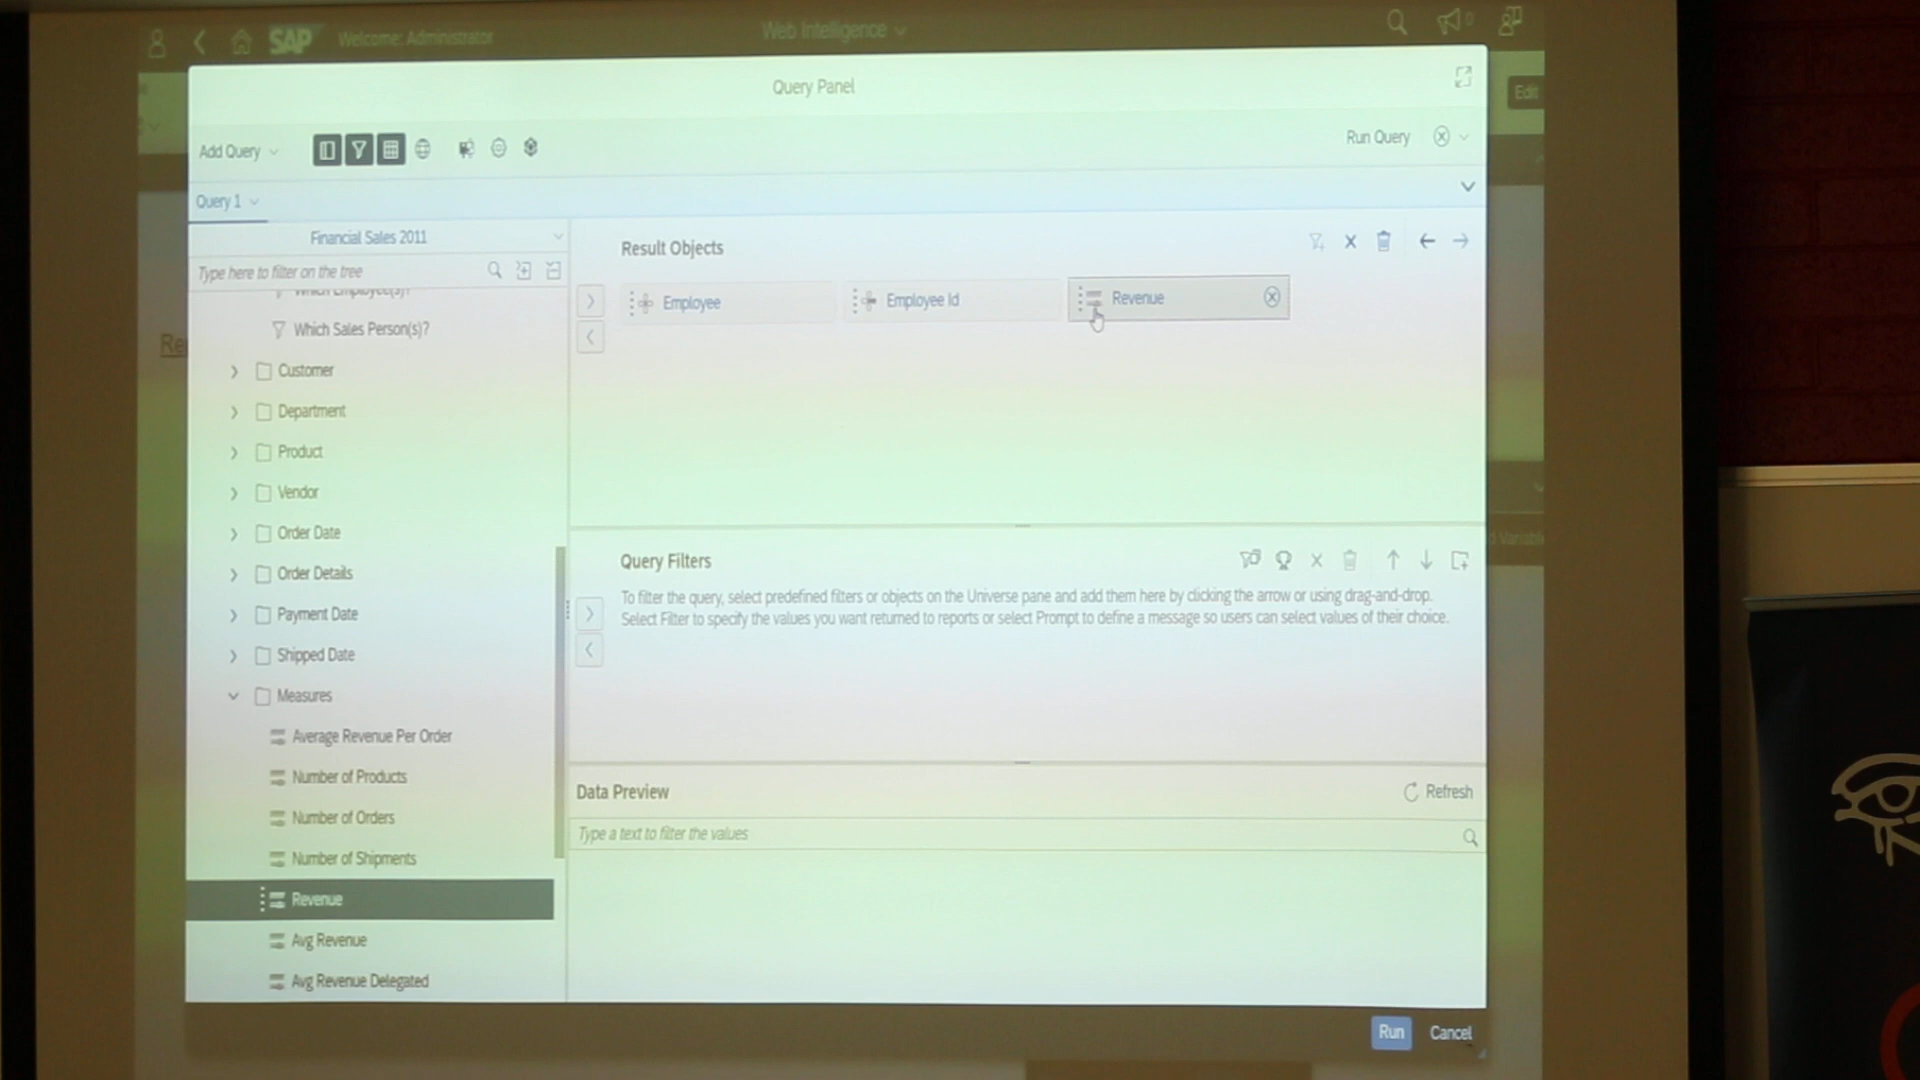 SAP Welcome: Administrator
Web Intelligence
0
Query Panel
Edit
Add Query
Run Query
Query 1
Financial Sales 2011
Type here to filter on the tree
Which Employee(s)?
Which Sales Person(s)?
Customer
Department
Product
Vendor
Order Date
Order Details
Payment Date
Shipped Date
Measures
Average Revenue Per Order
Number of Products
Number of Orders
Number of Shipments
Revenue
Avg Revenue
Avg Revenue Delegated
Result Objects
Employee
Employee Id
Revenue
Query Filters
To filter the query, select predefined filters or objects on the Universe pane and add them here by clicking the arrow or using drag-and-drop.
Select Filter to specify the values you want returned to reports or select Prompt to define a message so users can select values of their choice.
Data Preview
Refresh
Type a text to filter the values
Run
Cancel